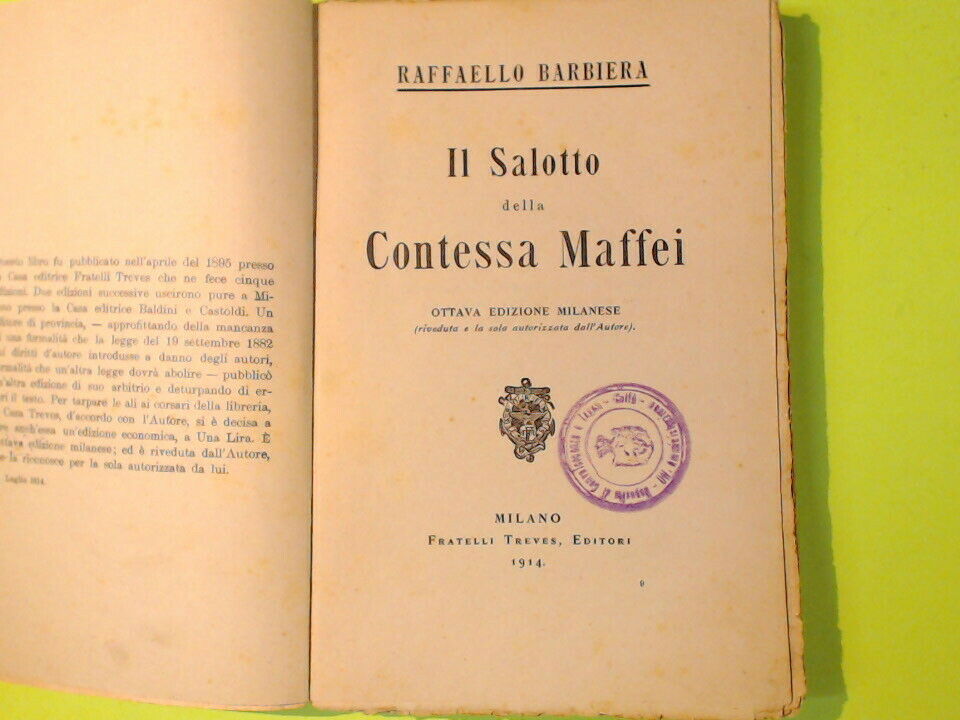 questo libro fu pubblicato nell'aprile del 1895 presso
Casa editrice Fratelli Treves che ne fece cinque
edizioni. Due edizioni successive uscirono pure a Mi-
presso la Casa editrice Baldini e Castoldi. Un
di provincia, — approfittando della mancanza
una formalità che la legge del 19 settembre 1882
diritti d'autore introdusse a danno degli autori,
che un'altra legge dovrà abolire — pubblicò
un'altra edizione di suo arbitrio e deturpando di er-
il testo. Per tarpare le ali ai corsari della libreria,
Casa Treves, d'accordo con l'Autore, si è decisa a
anch'essa un'edizione economica, a Una Lira. È
ottava edizione milanese; ed è riveduta dall'Autore,
la riconosce per la sola autorizzata da lui.
Luglio 1914.
RAFFAELLO BARBIERA
Il Salotto
della
Contessa Maffei
OTTAVA EDIZIONE MILANESE
(riveduta e la sola autorizzata dall'Autore).
MILANO
FRATELLI TREVES, EDITORI
1914.
9